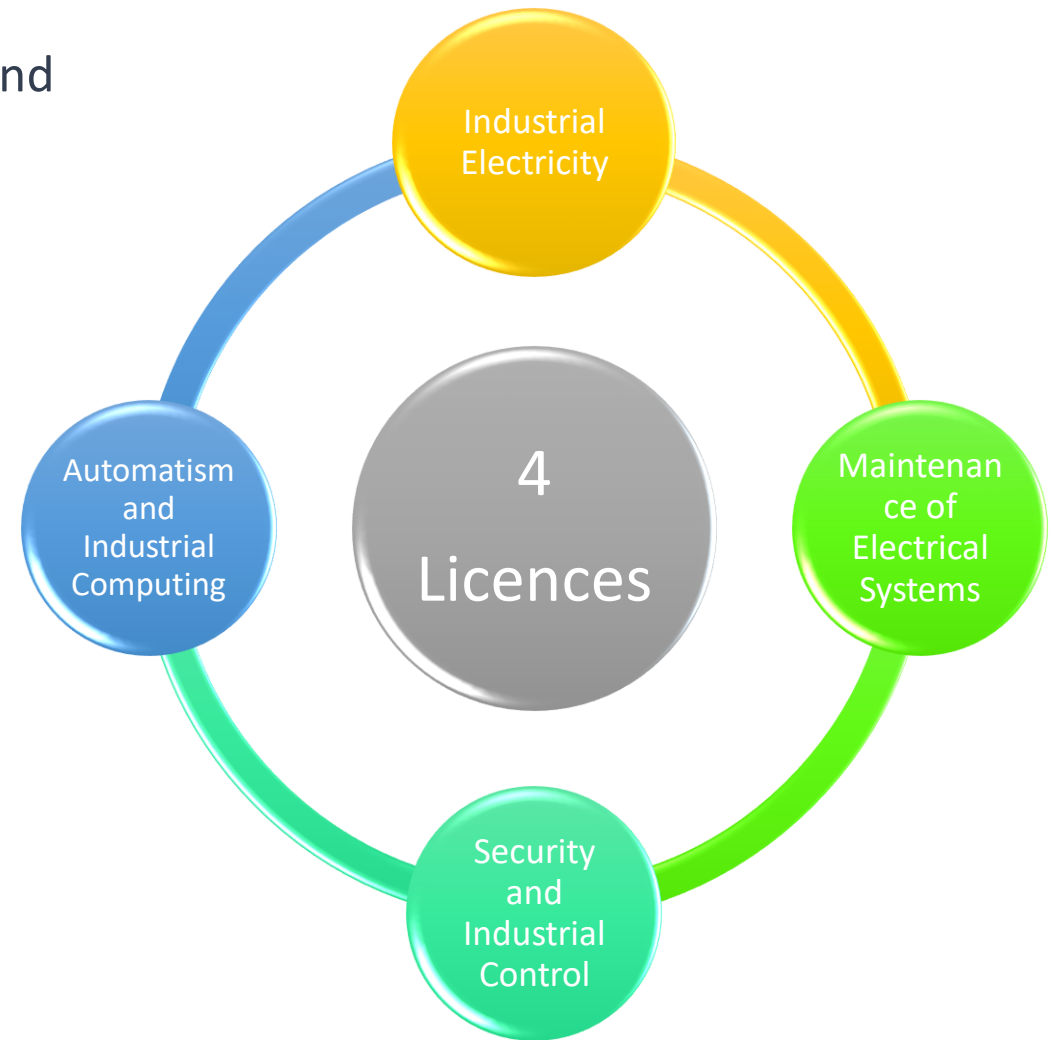 nd
Industrial
Electricity
Automatism
and
Industrial
Computing
4
Licences
Maintenan
ce of
Electrical
Systems
Security
and
Industrial
Control